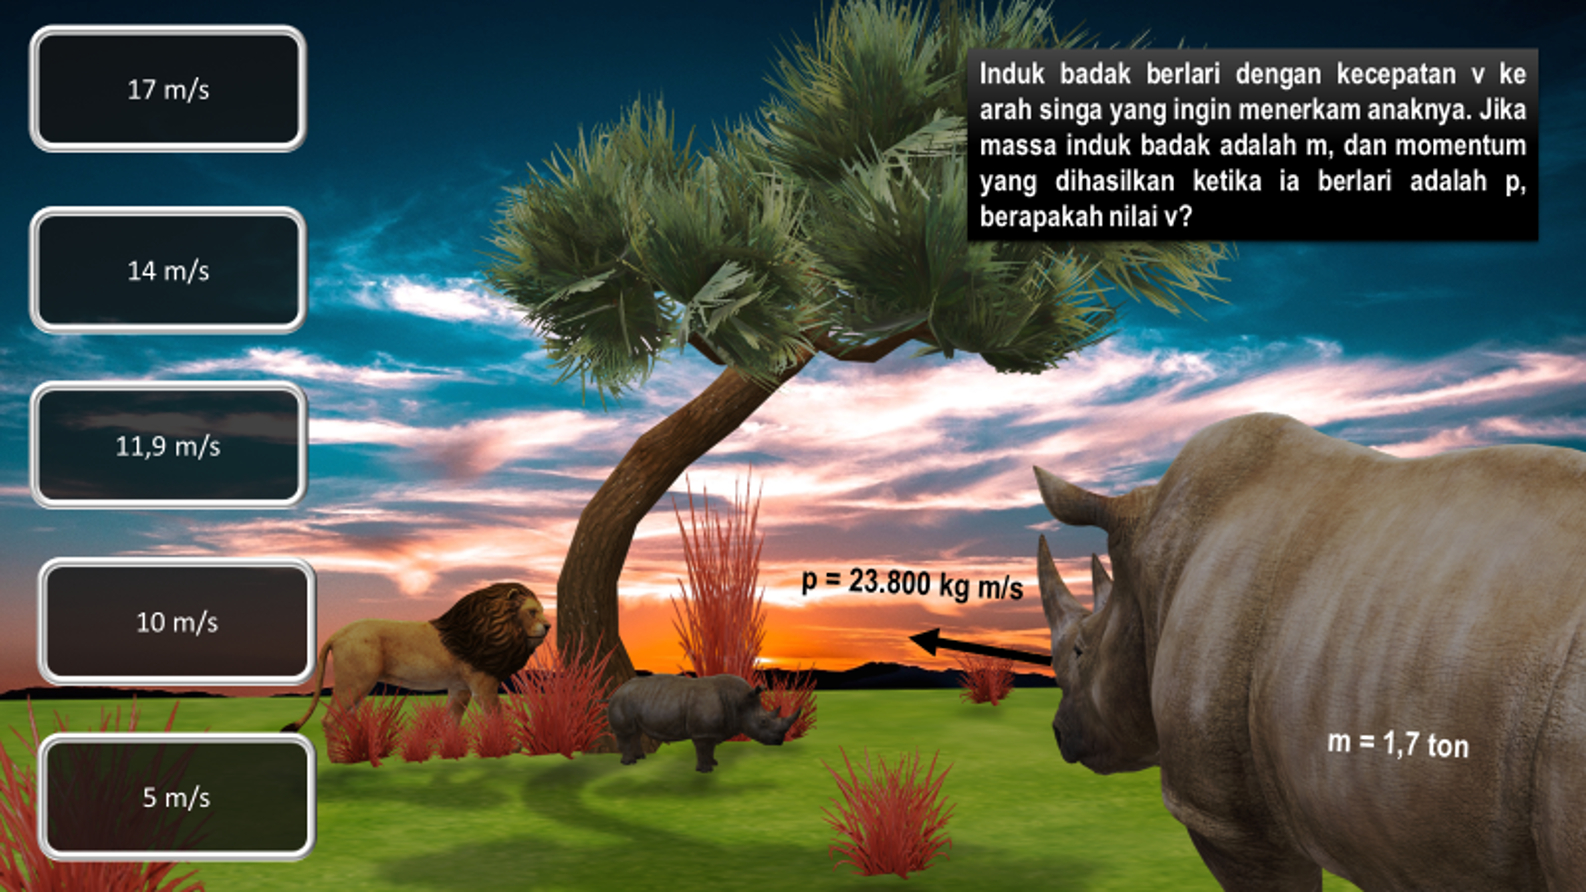 17 m/s
14 m/s
11,9 m/s
10 m/s
5 m/s
Induk badak berlari dengan kecepatan v ke
arah singa yang ingin menerkam anaknya. Jika
massa induk badak adalah m, dan momentum
yang dihasilkan ketika ia berlari adalah p,
berapakah nilai v?
p = 23.800 kg m/s
m = 1,7 ton